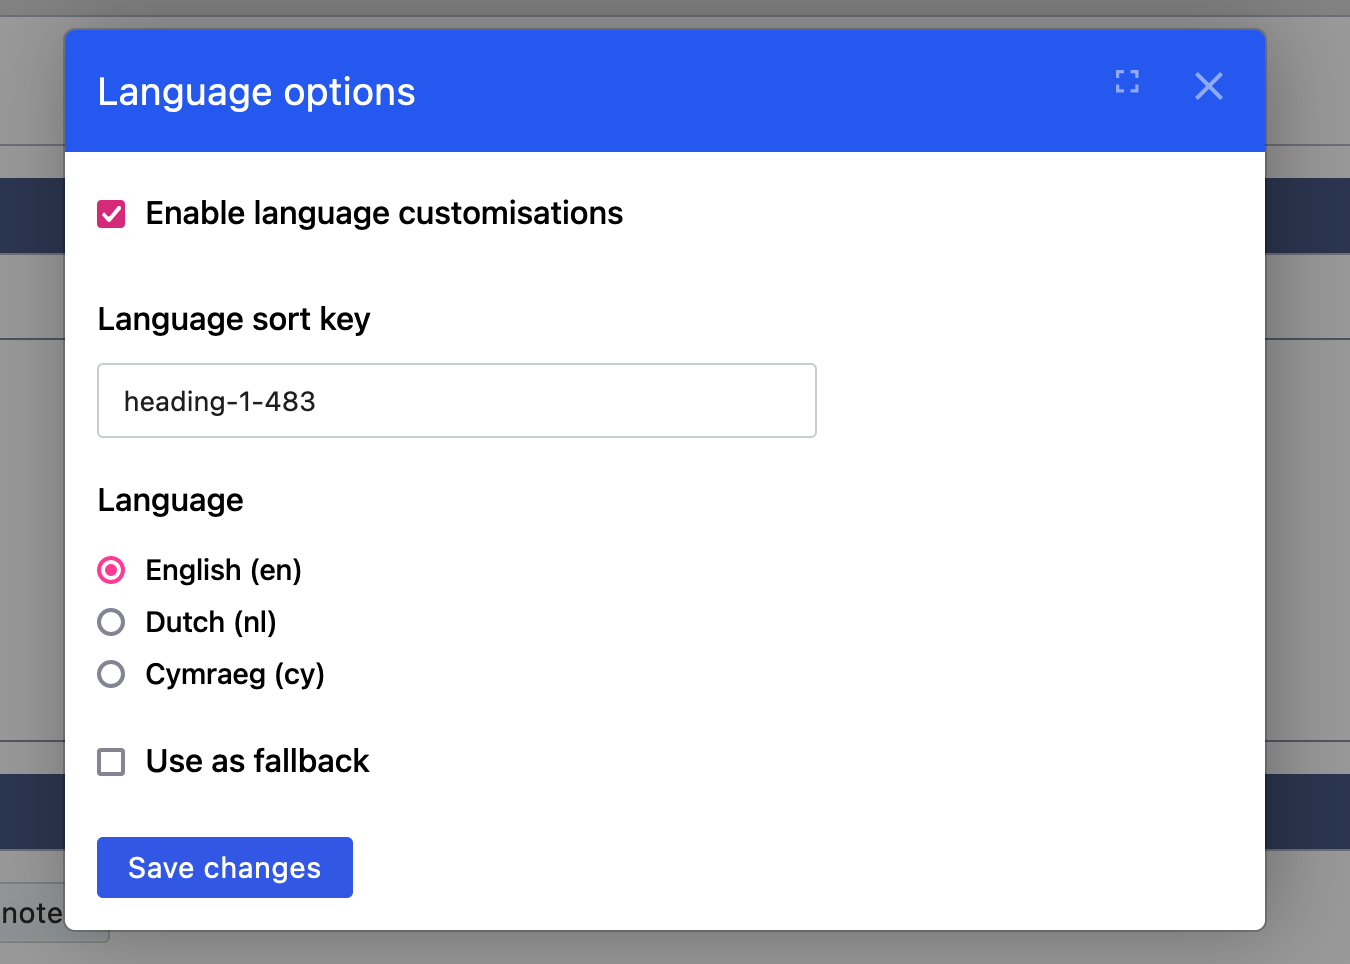 Language options
Enable language customisations
Language sort key
heading-1-483
Language
English (en)
Dutch (nl)
Cymraeg (cy)
Use as fallback
Save changes
note